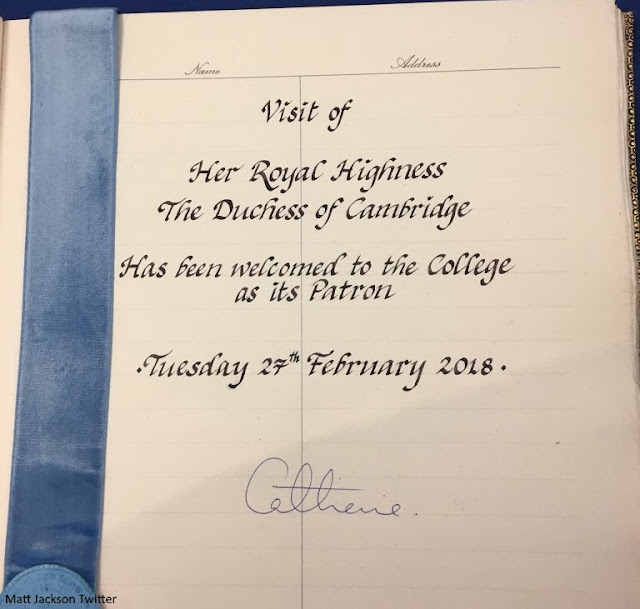 Name Address
Visit of
Her Royal Highness
The Duchess of Cambridge
Has been welcomed to the College
as its Patron
·Tuesday 27th February 2018·
Catherine.
Matt Jackson Twitter